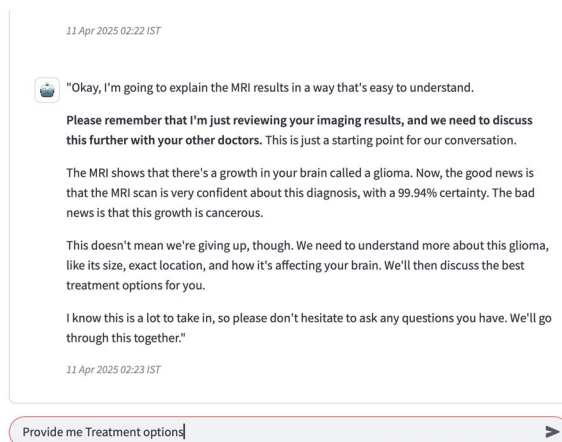 11 Apr 2025 02:22 IST
"Okay, I'm going to explain the MRI results in a way that's easy to understand.
Please remember that I'm just reviewing your imaging results, and we need to discuss
this further with your other doctors. This is just a starting point for our conversation.
The MRI shows that there's a growth in your brain called a glioma. Now, the good news is
that the MRI scan is very confident about this diagnosis, with a 99.94% certainty. The bad
news is that this growth is cancerous.
This doesn't mean we're giving up, though. We need to understand more about this glioma,
like its size, exact location, and how it's affecting your brain. We'll then discuss the best
treatment options for you.
I know this is a lot to take in, so please don't hesitate to ask any questions you have. We'll go
through this together."
11 Apr 2025 02:23 IST
Provide me Treatment options